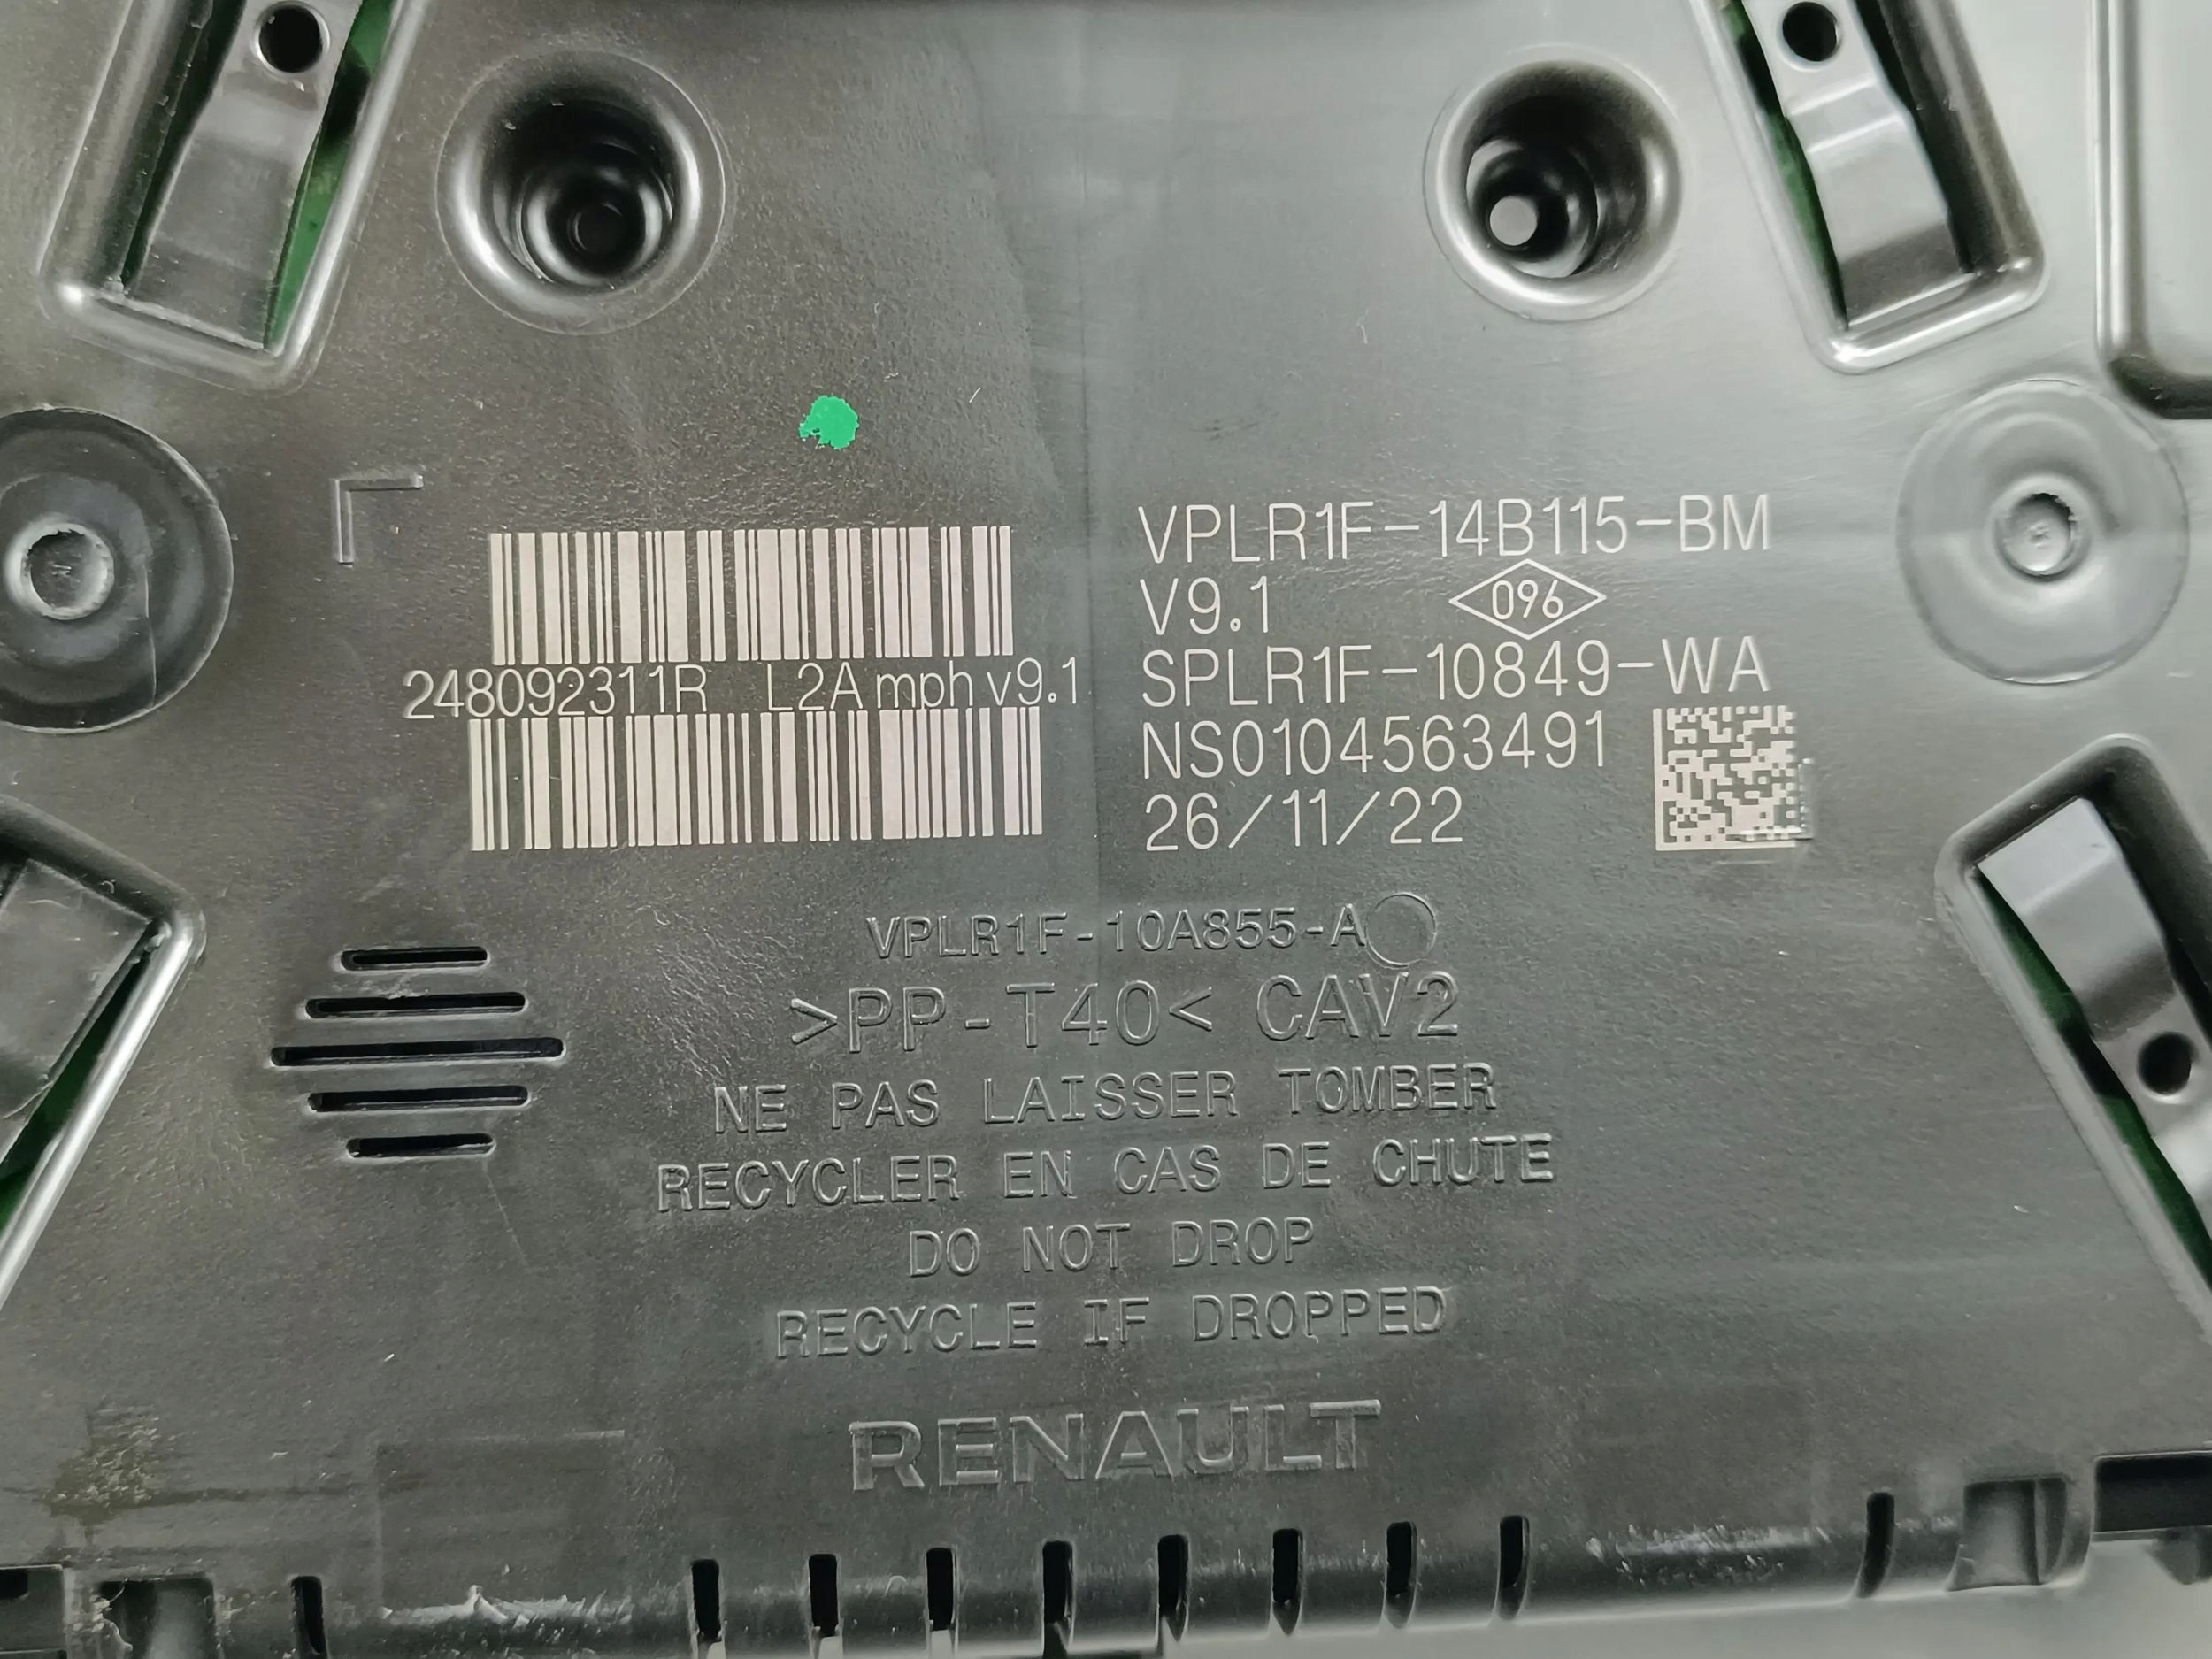 248092311R L2A mph v9.1
VPLR1F-14B115-BM
V9.1 096
SPLR1F-10849-WA
NS0104563491
26/11/22
VPLR1F-10A855-A
>PP-T40< CAV2
NE PAS LAISSER TOMBER
RECYCLER EN CAS DE CHUTE
DO NOT DROP
RECYCLE IF DROPPED
RENAULT